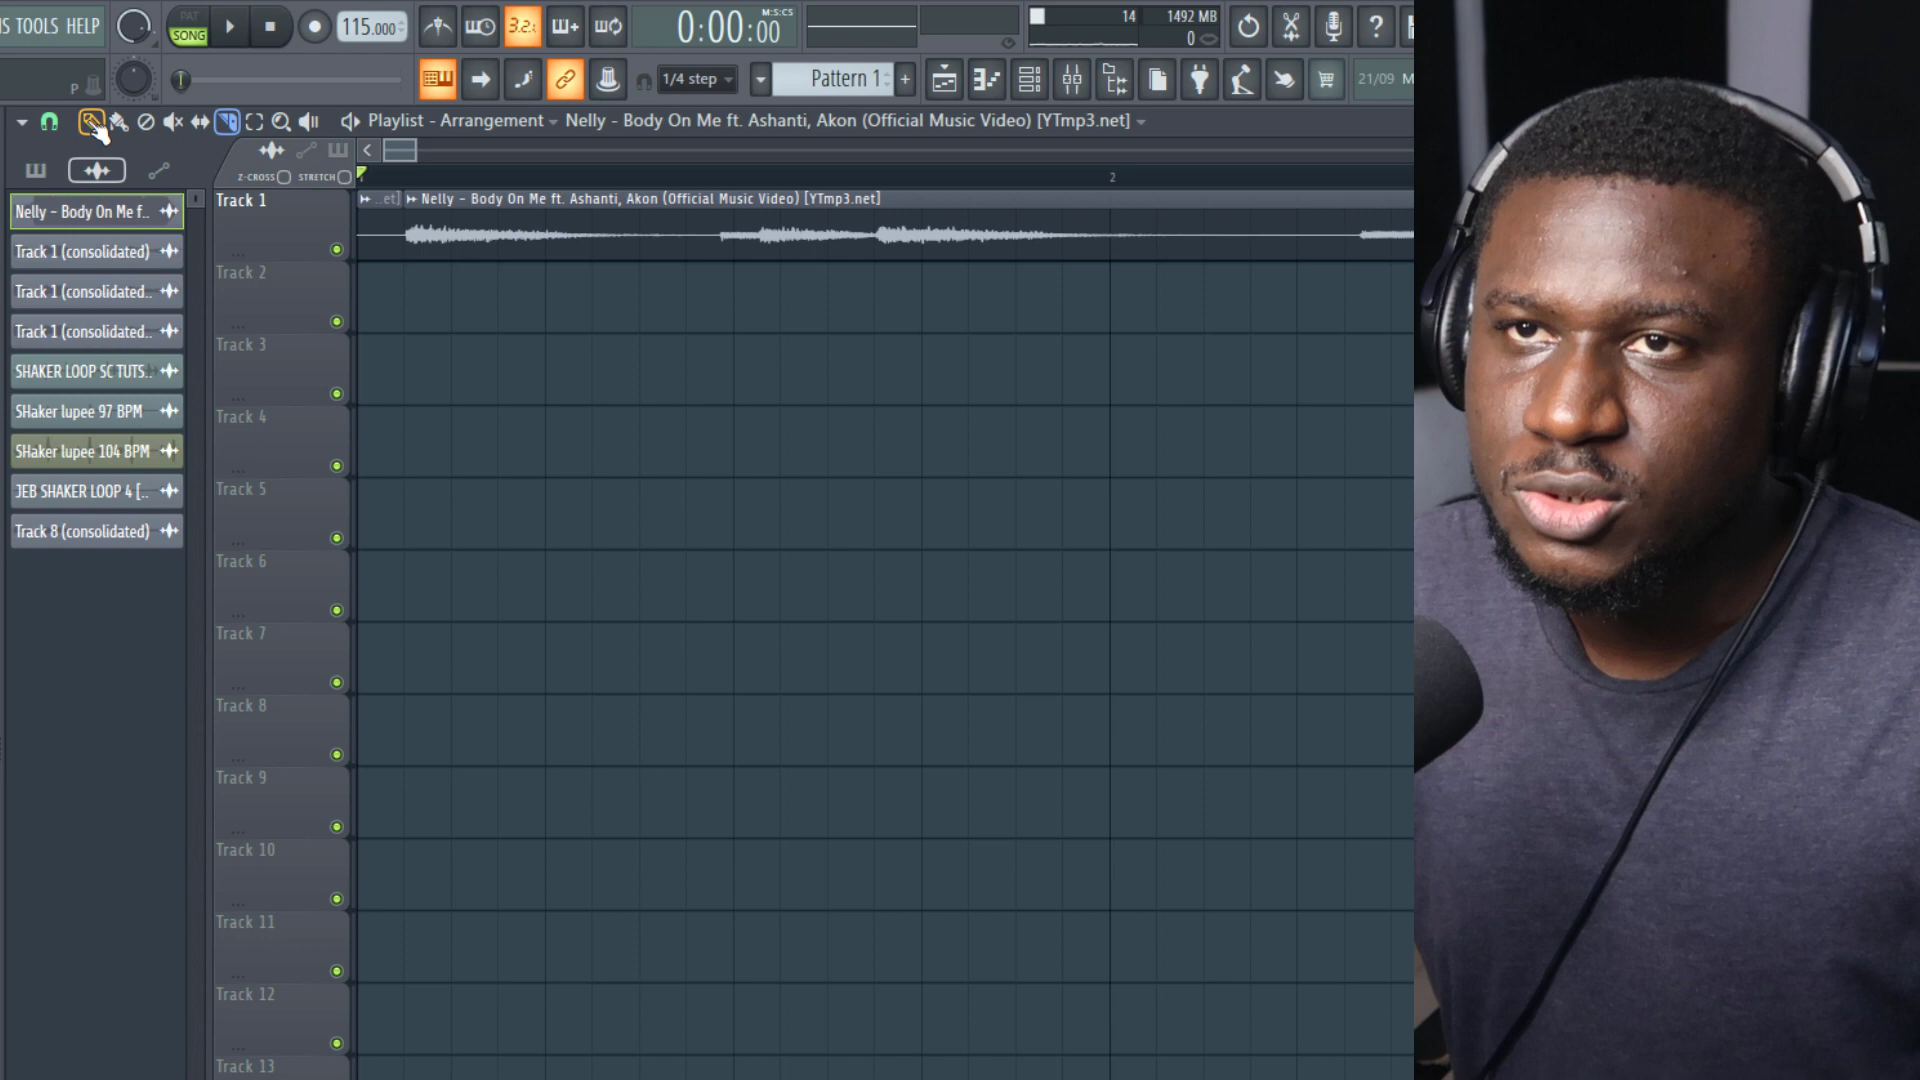 TOOLS HELP
PAT
SONG
115.000
3.2.
M:S:CS
0:00:00
14
1492 MB
0
P
1/4 step
Pattern 1
+
21/09
Playlist - Arrangement
Nelly - Body On Me ft. Ashanti, Akon (Official Music Video) [YTmp3.net]
Z-CROSS
STRETCH
2
Nelly - Body On Me f..
Track 1 (consolidated)
Track 1 (consolidated..
Track 1 (consolidated..
SHAKER LOOP SC TUTS..
SHaker lupee 97 BPM
SHaker lupee 104 BPM
JEB SHAKER LOOP 4 [..
Track 8 (consolidated)
Track 1
...et]
Nelly - Body On Me ft. Ashanti, Akon (Official Music Video) [YTmp3.net]
Track 2
Track 3
Track 4
Track 5
Track 6
Track 7
Track 8
Track 9
Track 10
Track 11
Track 12
Track 13